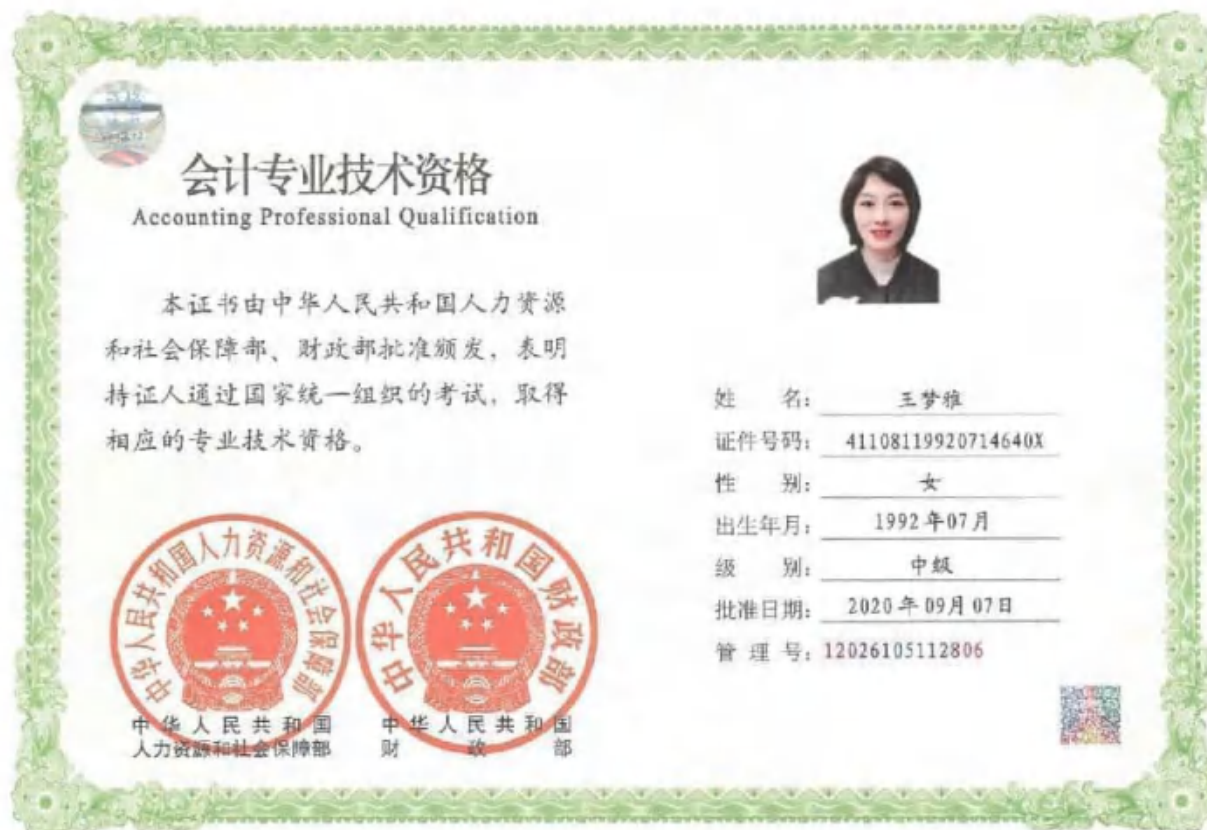 会计专业技术资格
Accounting Professional Qualification
本证书由中华人民共和国人力资源
和社会保障部、财政部批准颁发，表明
持证人通过国家统一组织的考试，取得
相应的专业技术资格。
姓 名：王梦雅
证件号码：41108119920714640X
性 别：女
出生年月：1992年07月
级 别：中级
批准日期：2020年09月07日
管 理 号：12026105112806
中华人民共和国人力资源和社会保障部
中华人民共和国财政部
中华人民共和国
人力资源和社会保障部
中华人民共和国
财 政 部